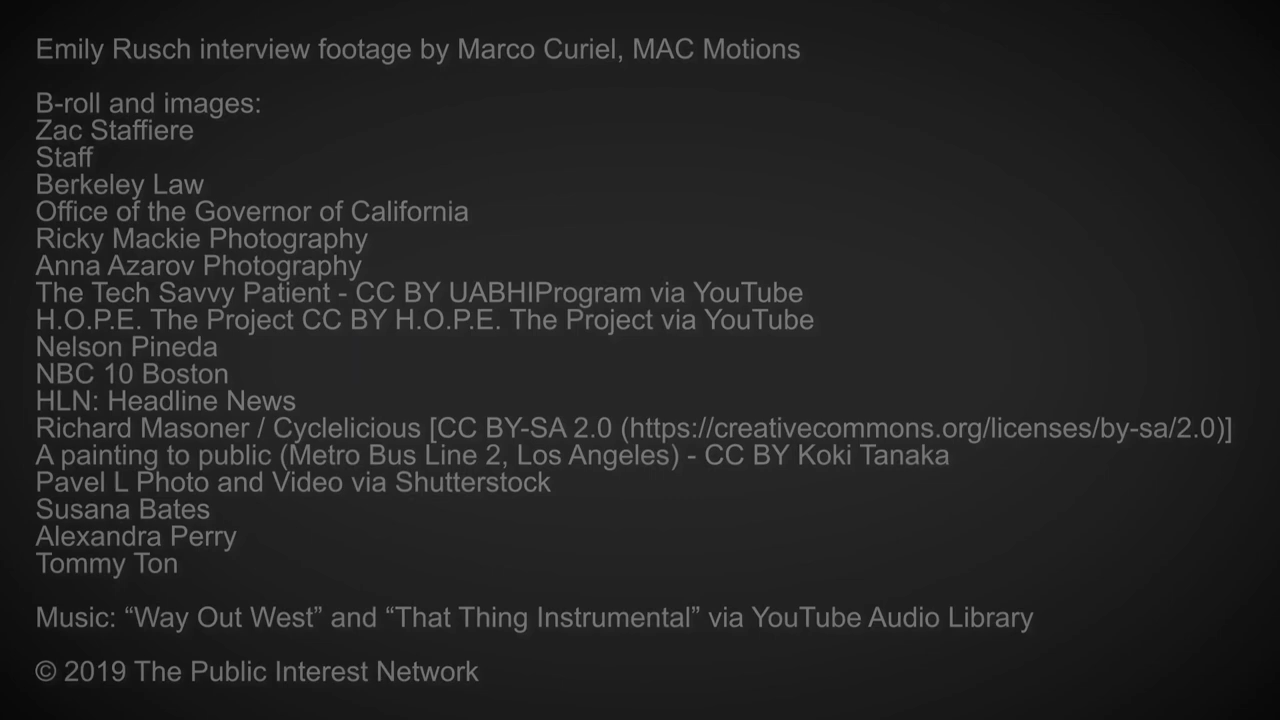 Emily Rusch interview footage by Marco Curiel, MAC Motions
B-roll and images:
Zac Staffiere
Staff
Berkeley Law
Office of the Governor of California
Ricky Mackie Photography
Anna Azarov Photography
The Tech Savvy Patient - CC BY UABHIProgram via YouTube
H.O.P.E. The Project CC BY H.O.P.E. The Project via YouTube
Nelson Pineda
NBC 10 Boston
HLN: Headline News
Richard Masoner / Cyclelicious [CC BY-SA 2.0 (https://creativecommons.org/licenses/by-sa/2.0)]
A painting to public (Metro Bus Line 2, Los Angeles) - CC BY Koki Tanaka
Pavel L Photo and Video via Shutterstock
Susana Bates
Alexandra Perry
Tommy Ton
Music: “Way Out West” and “That Thing Instrumental” via YouTube Audio Library
© 2019 The Public Interest Network